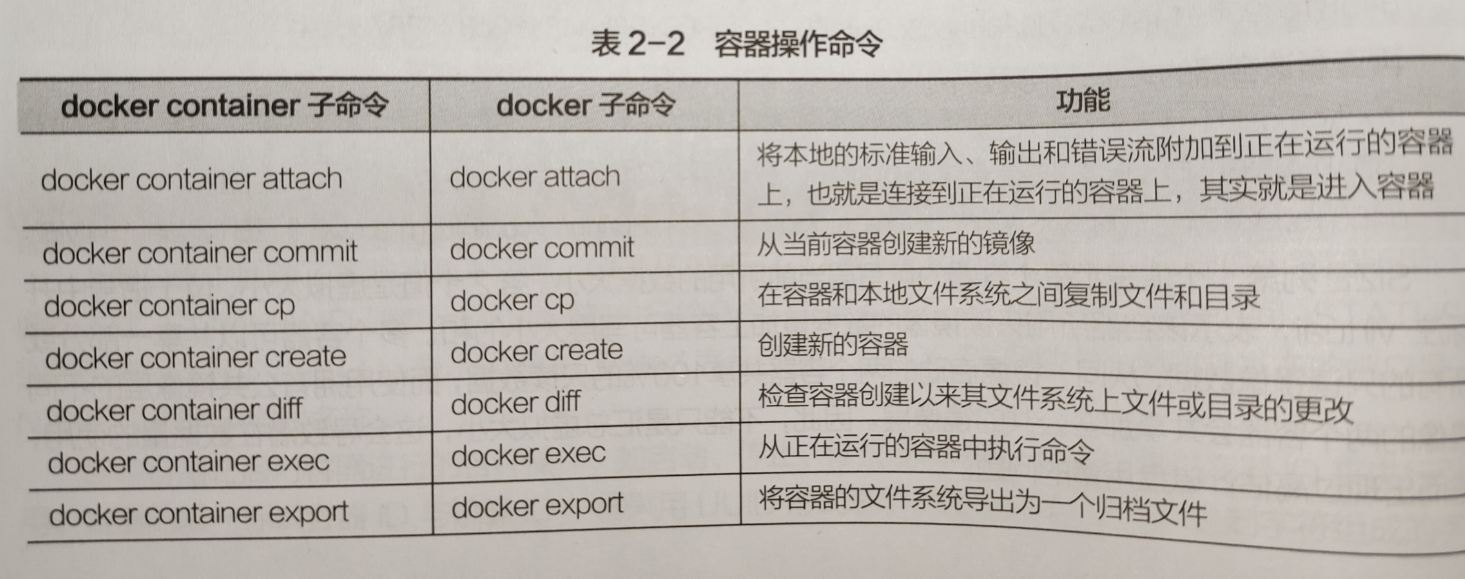 表 2-2 容器操作命令
docker container 子命令 docker 子命令 功能
docker container attach docker attach 将本地的标准输入、输出和错误流附加到正在运行的容器
上，也就是连接到正在运行的容器上，其实就是进入容器
docker container commit docker commit 从当前容器创建新的镜像
docker container cp docker cp 在容器和本地文件系统之间复制文件和目录
docker container create docker create 创建新的容器
docker container diff docker diff 检查容器创建以来其文件系统上文件或目录的更改
docker container exec docker exec 从正在运行的容器中执行命令
docker container export docker export 将容器的文件系统导出为一个归档文件